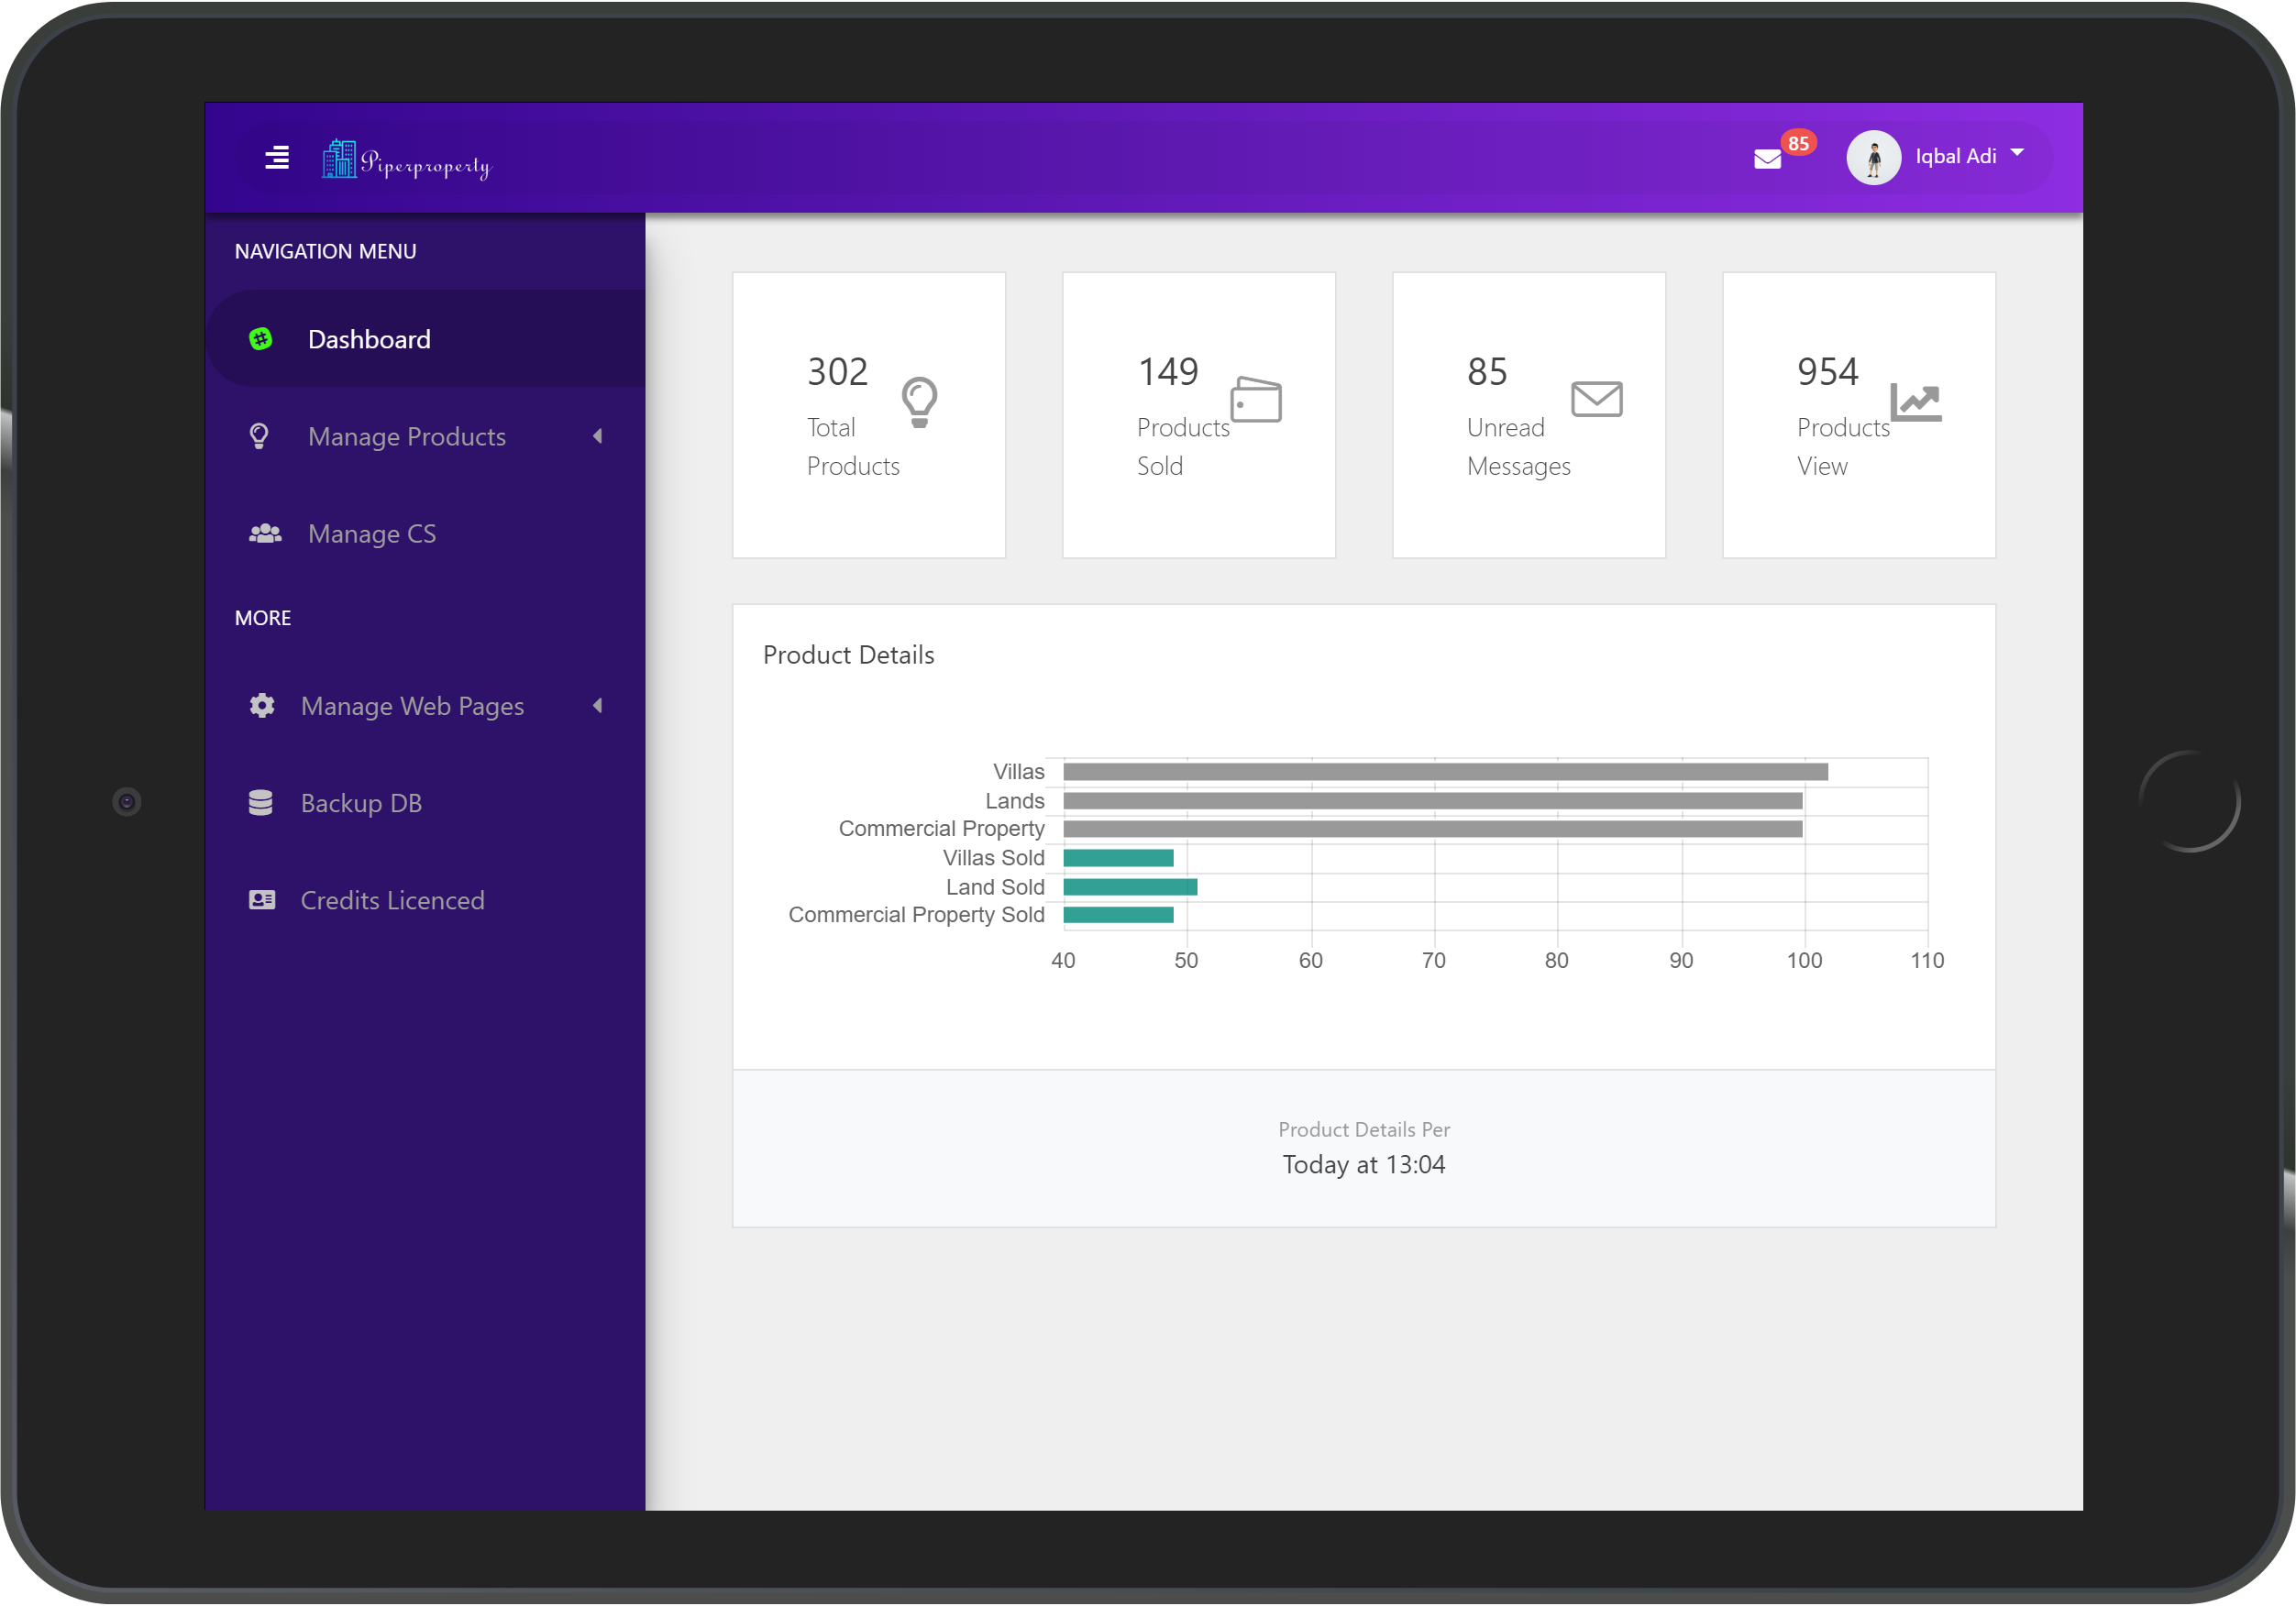 Piperproperty
85
Iqbal Adi
NAVIGATION MENU
Dashboard
Manage Products
Manage CS
MORE
Manage Web Pages
Backup DB
Credits Licenced
302
Total
Products
149
Products
Sold
85
Unread
Messages
954
Products
View
Product Details
Villas
Lands
Commercial Property
Villas Sold
Land Sold
Commercial Property Sold
40 50 60 70 80 90 100 110
Product Details Per
Today at 13:04